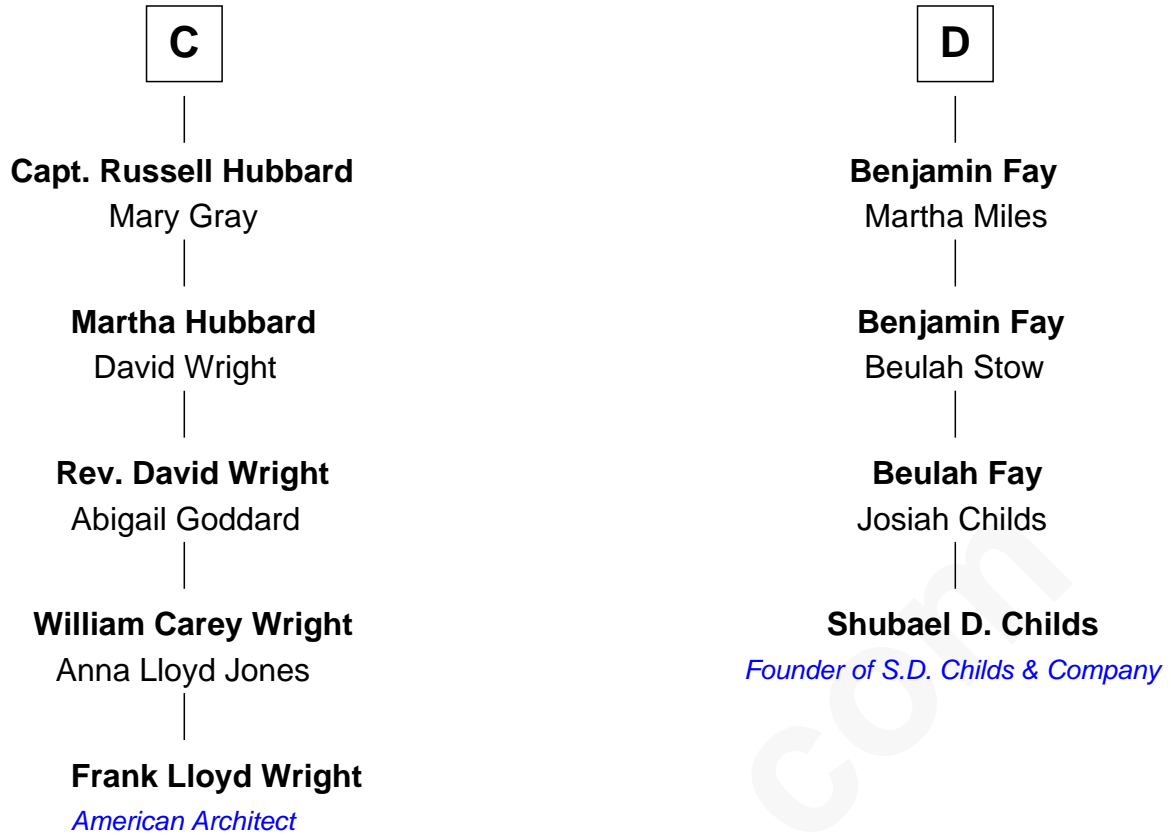 C
Capt. Russell Hubbard
Mary Gray
Martha Hubbard
David Wright
Rev. David Wright
Abigail Goddard
William Carey Wright
Anna Lloyd Jones
Frank Lloyd Wright
American Architect
D
Benjamin Fay
Martha Miles
Benjamin Fay
Beulah Stow
Beulah Fay
Josiah Childs
Shubael D. Childs
Founder of S.D. Childs & Company
com